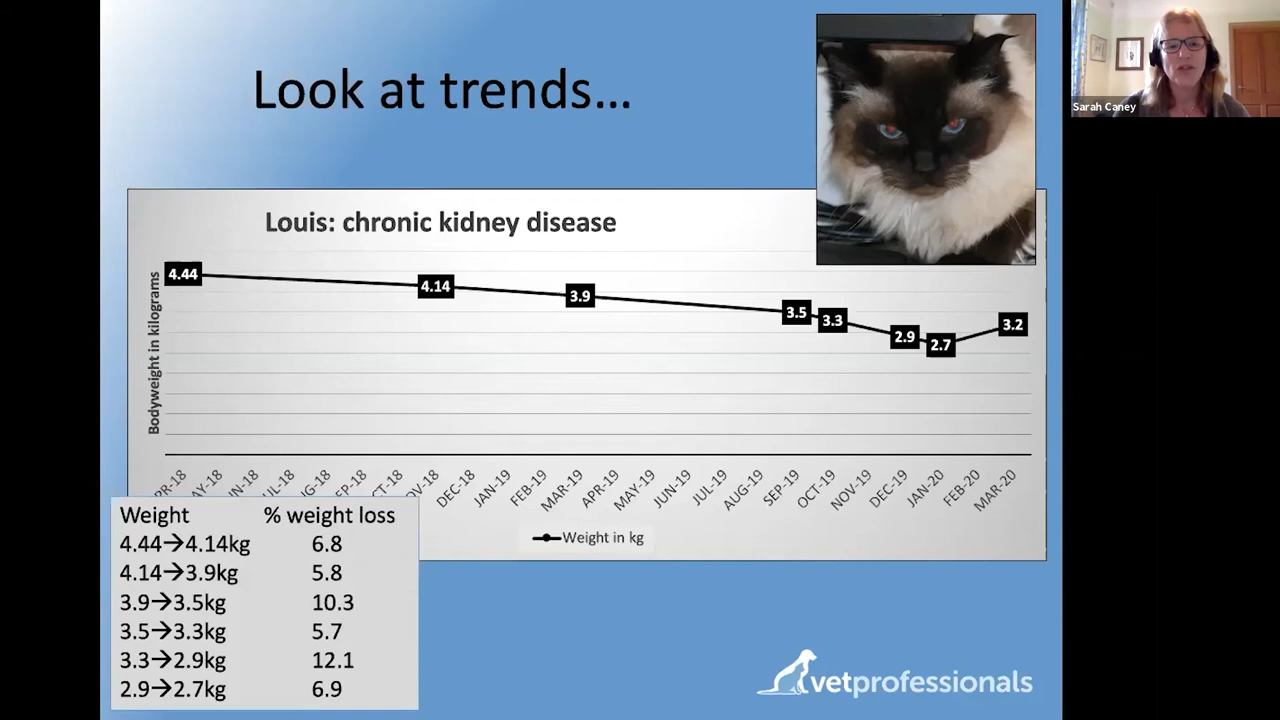 Look at trends...
Sarah Caney
Louis: chronic kidney disease
Bodyweight in kilograms
4.44
4.14
3.9
3.5
3.3
2.9
2.7
3.2
DEC-18
JAN-19
FEB-19
MAR-19
APR-19
MAY-19
JUN-19
JUL-19
AUG-19
SEP-19
OCT-19
NOV-19
DEC-19
JAN-20
FEB-20
MAR-20
Weight in kg
Weight % weight loss
4.44→4.14kg 6.8
4.14→3.9kg 5.8
3.9→3.5kg 10.3
3.5→3.3kg 5.7
3.3→2.9kg 12.1
2.9→2.7kg 6.9
vetprofessionals